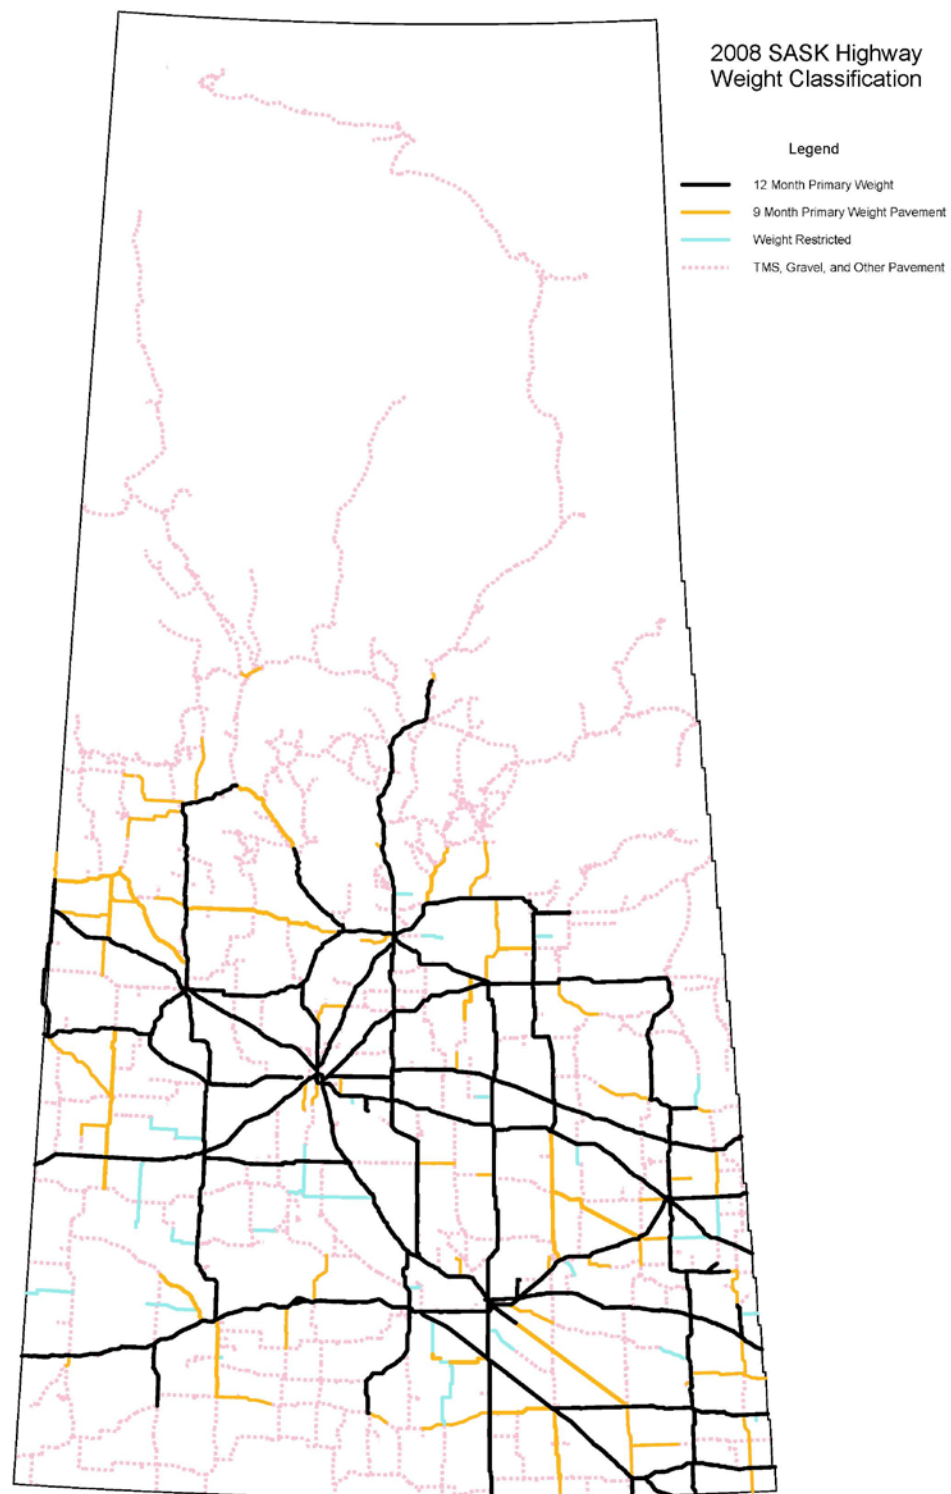 2008 SASK Highway
Weight Classification
Legend
12 Month Primary Weight
9 Month Primary Weight Pavement
Weight Restricted
TMS, Gravel, and Other Pavement